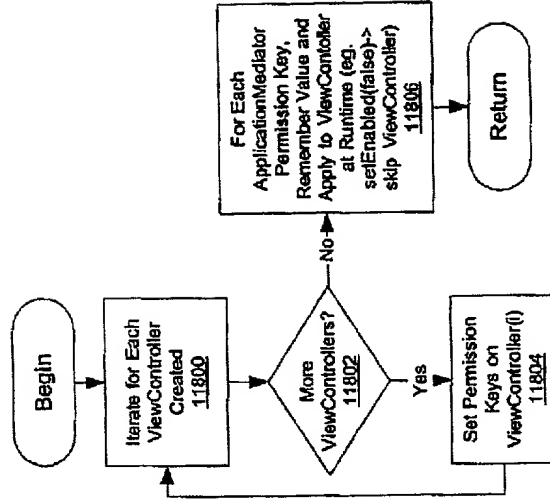 Begin
Iterate for Each
ViewController
Created
11800
More
ViewControllers?
11802
Yes
Set Permission
Keys on
ViewController(i)
11804
No
For Each
ApplicationMediator
Permission Key,
Remember Value and
Apply to ViewContoller
at Runtime (eg.
setEnabled(false)->
skip ViewController)
11806
Return